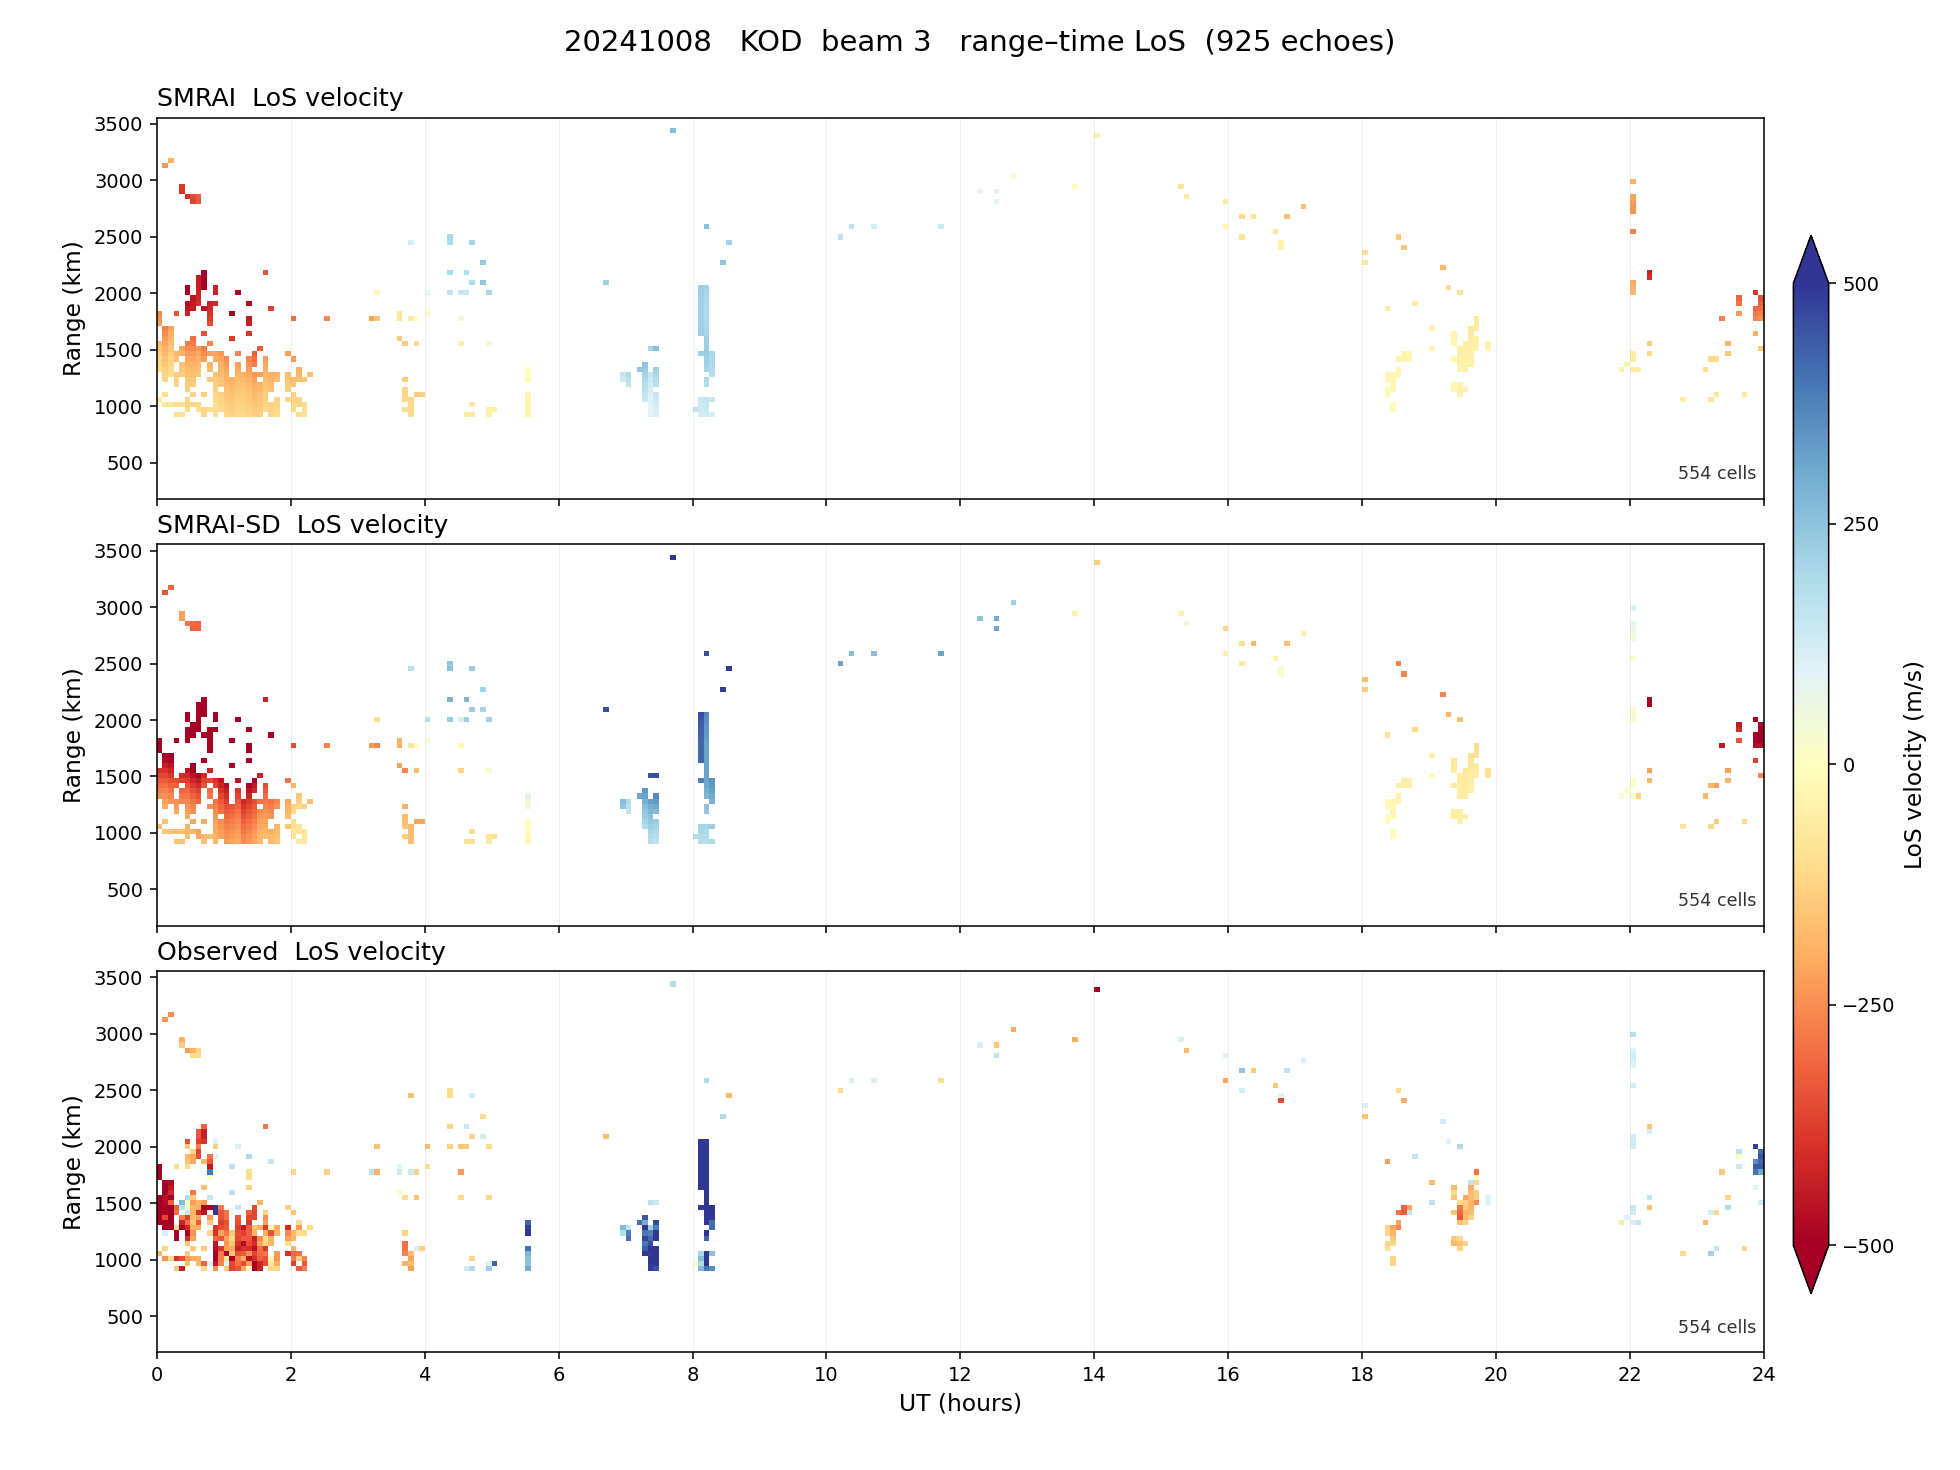 20241008   KOD  beam 3   range–time LoS  (925 echoes)
SMRAI  LoS velocity
3500
3000
2500
2000
1500
1000
500
Range (km)
554 cells
SMRAI-SD  LoS velocity
3500
3000
2500
2000
1500
1000
500
Range (km)
554 cells
Observed  LoS velocity
3500
3000
2500
2000
1500
1000
500
Range (km)
554 cells
0 2 4 6 8 10 12 14 16 18 20 22 24
UT (hours)
500
250
0
−250
−500
LoS velocity (m/s)